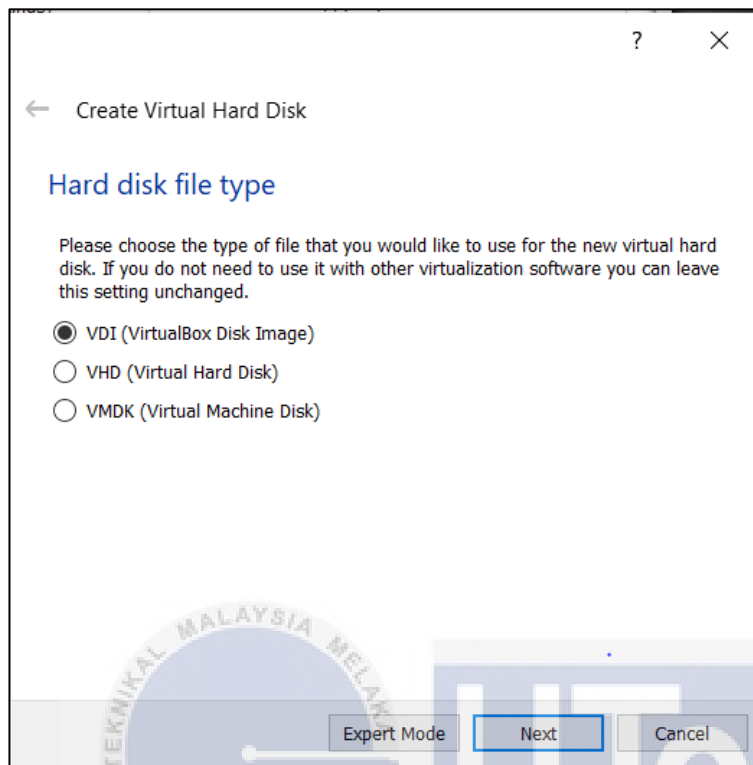 ?
Create Virtual Hard Disk
Hard disk file type
Please choose the type of file that you would like to use for the new virtual hard
disk. If you do not need to use it with other virtualization software you can leave
this setting unchanged.
VDI (VirtualBox Disk Image)
VHD (Virtual Hard Disk)
VMDK (Virtual Machine Disk)
TEKNIKAL MALAYSIA
Expert Mode Next Cancel